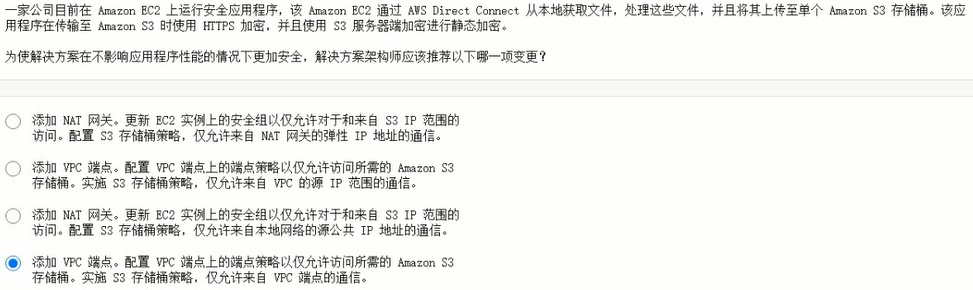 一家公司目前在 Amazon EC2 上运行安全应用程序，该 Amazon EC2 通过 AWS Direct Connect 从本地获取文件，处理这些文件，并且将其上传至单个 Amazon S3 存储桶。该应
用程序在传输至 Amazon S3 时使用 HTTPS 加密，并且使用 S3 服务器端加密进行静态加密。
为使解决方案在不影响应用程序性能的情况下更加安全，解决方案架构师应该推荐以下哪一项变更？
添加 NAT 网关。更新 EC2 实例上的安全组以仅允许对于和来自 S3 IP 范围的
访问。配置 S3 存储桶策略，仅允许来自 NAT 网关的弹性 IP 地址的通信。
添加 VPC 端点。配置 VPC 端点上的端点策略以仅允许访问所需的 Amazon S3
存储桶。实施 S3 存储桶策略，仅允许来自 VPC 的源 IP 范围的通信。
添加 NAT 网关。更新 EC2 实例上的安全组以仅允许对于和来自 S3 IP 范围的
访问。配置 S3 存储桶策略，仅允许来自本地网络的源公共 IP 地址的通信。
添加 VPC 端点。配置 VPC 端点上的端点策略以仅允许访问所需的 Amazon S3
存储桶。实施 S3 存储桶策略，仅允许来自 VPC 端点的通信。